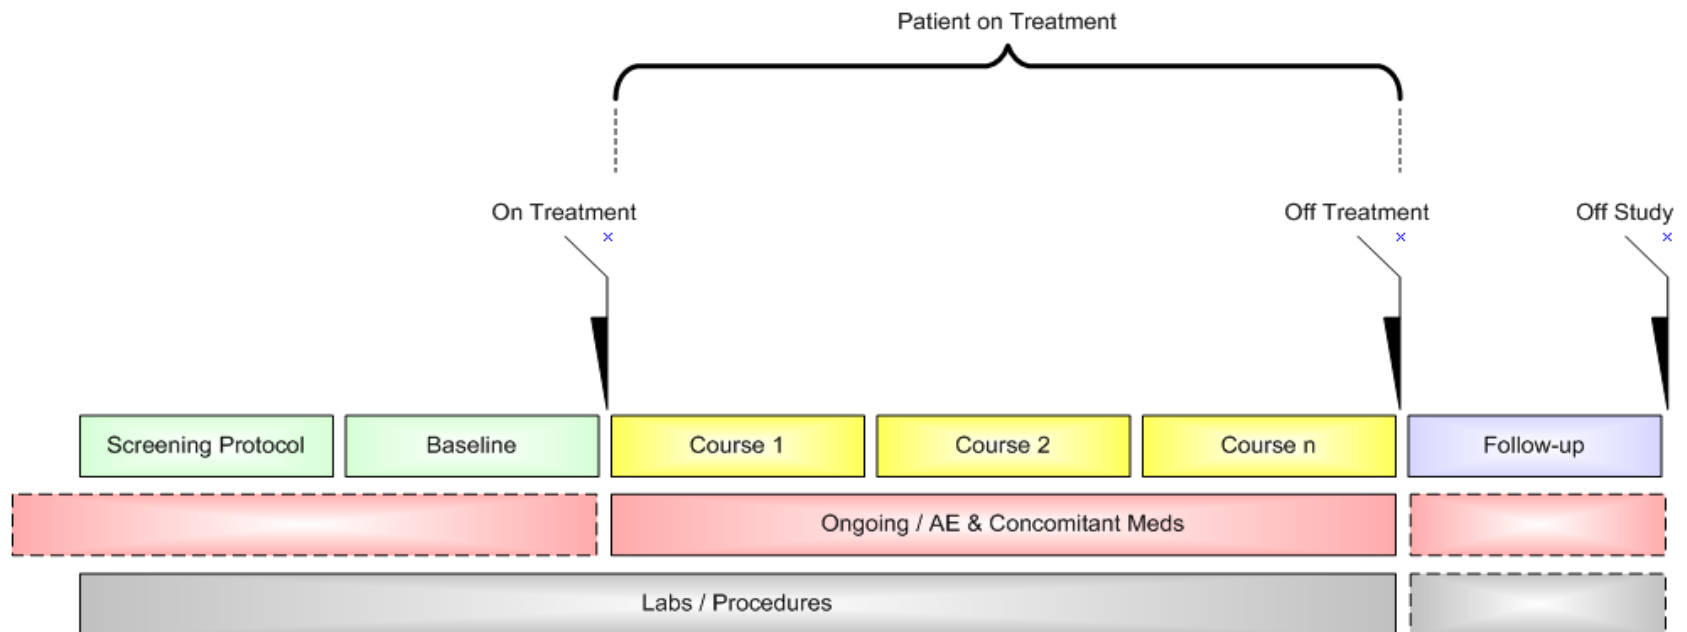 Patient on Treatment
On Treatment
Off Treatment
Off Study
Screening Protocol
Baseline
Course 1
Course 2
Course n
Follow-up
Ongoing / AE & Concomitant Meds
Labs / Procedures